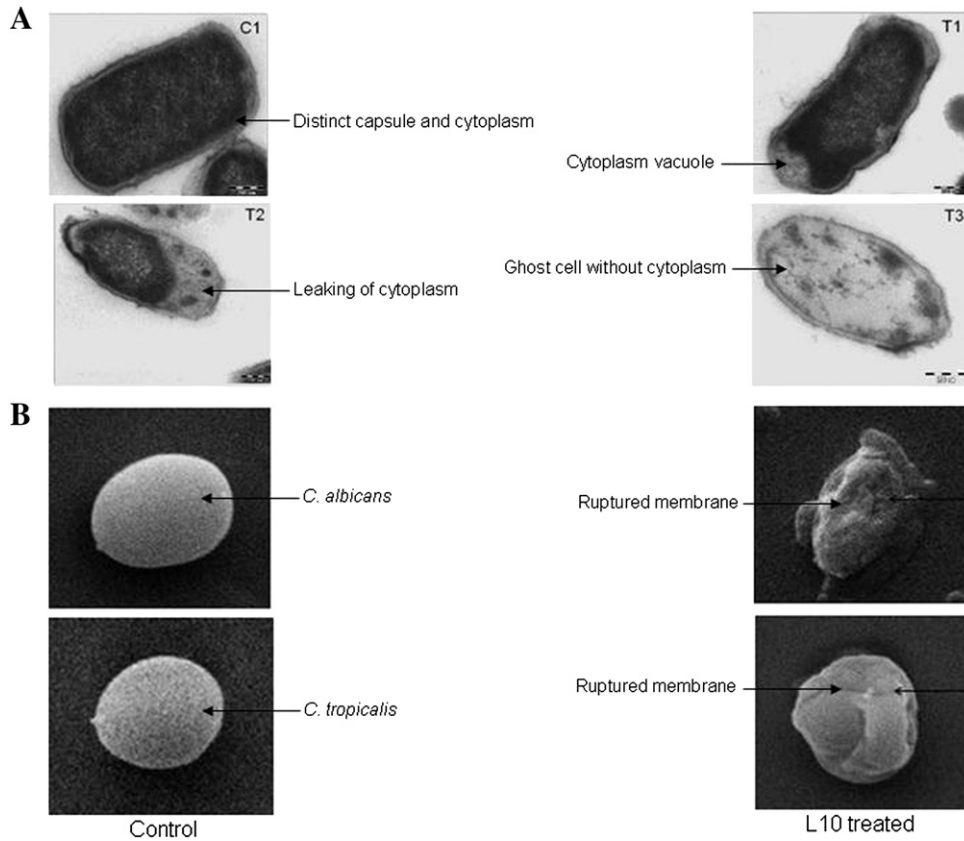 A
C1
Distinct capsule and cytoplasm
T1
Cytoplasm vacuole
T2
Leaking of cytoplasm
T3
Ghost cell without cytoplasm
B
C. albicans
Ruptured membrane
C. tropicalis
Ruptured membrane
Control
L10 treated